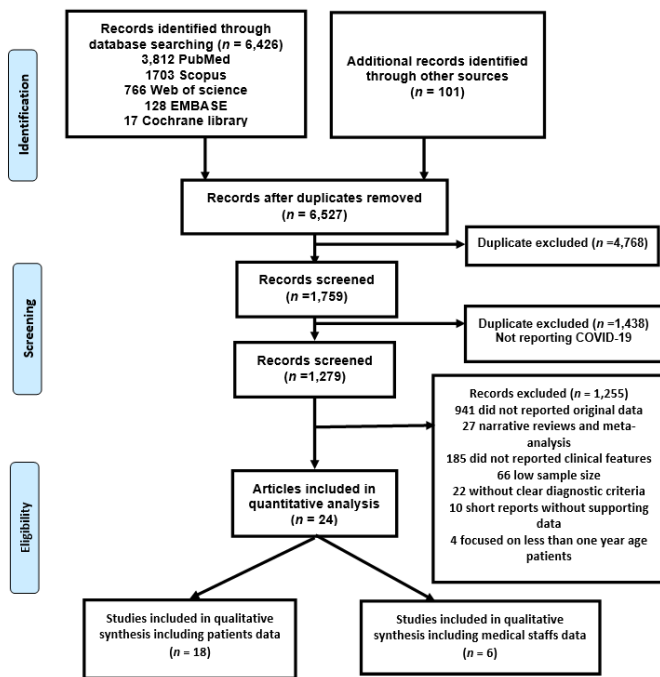 Identification
Records identified through
database searching (n = 6,426)
3,812 PubMed
1703 Scopus
766 Web of science
128 EMBASE
17 Cochrane library
Additional records identified
through other sources
(n = 101)
Records after duplicates removed
(n = 6,527)
Duplicate excluded (n =4,768)
Screening
Records screened
(n =1,759)
Duplicate excluded (n =1,438)
Not reporting COVID-19
Records screened
(n =1,279)
Records excluded (n = 1,255)
941 did not reported original data
27 narrative reviews and meta-
analysis
185 did not reported clinical features
66 low sample size
22 without clear diagnostic criteria
10 short reports without supporting
data
4 focused on less than one year age
patients
Eligibility
Articles included in
quantitative analysis
(n = 24)
Studies included in qualitative
synthesis including patients data
(n = 18)
Studies included in qualitative
synthesis including medical staffs data
(n = 6)